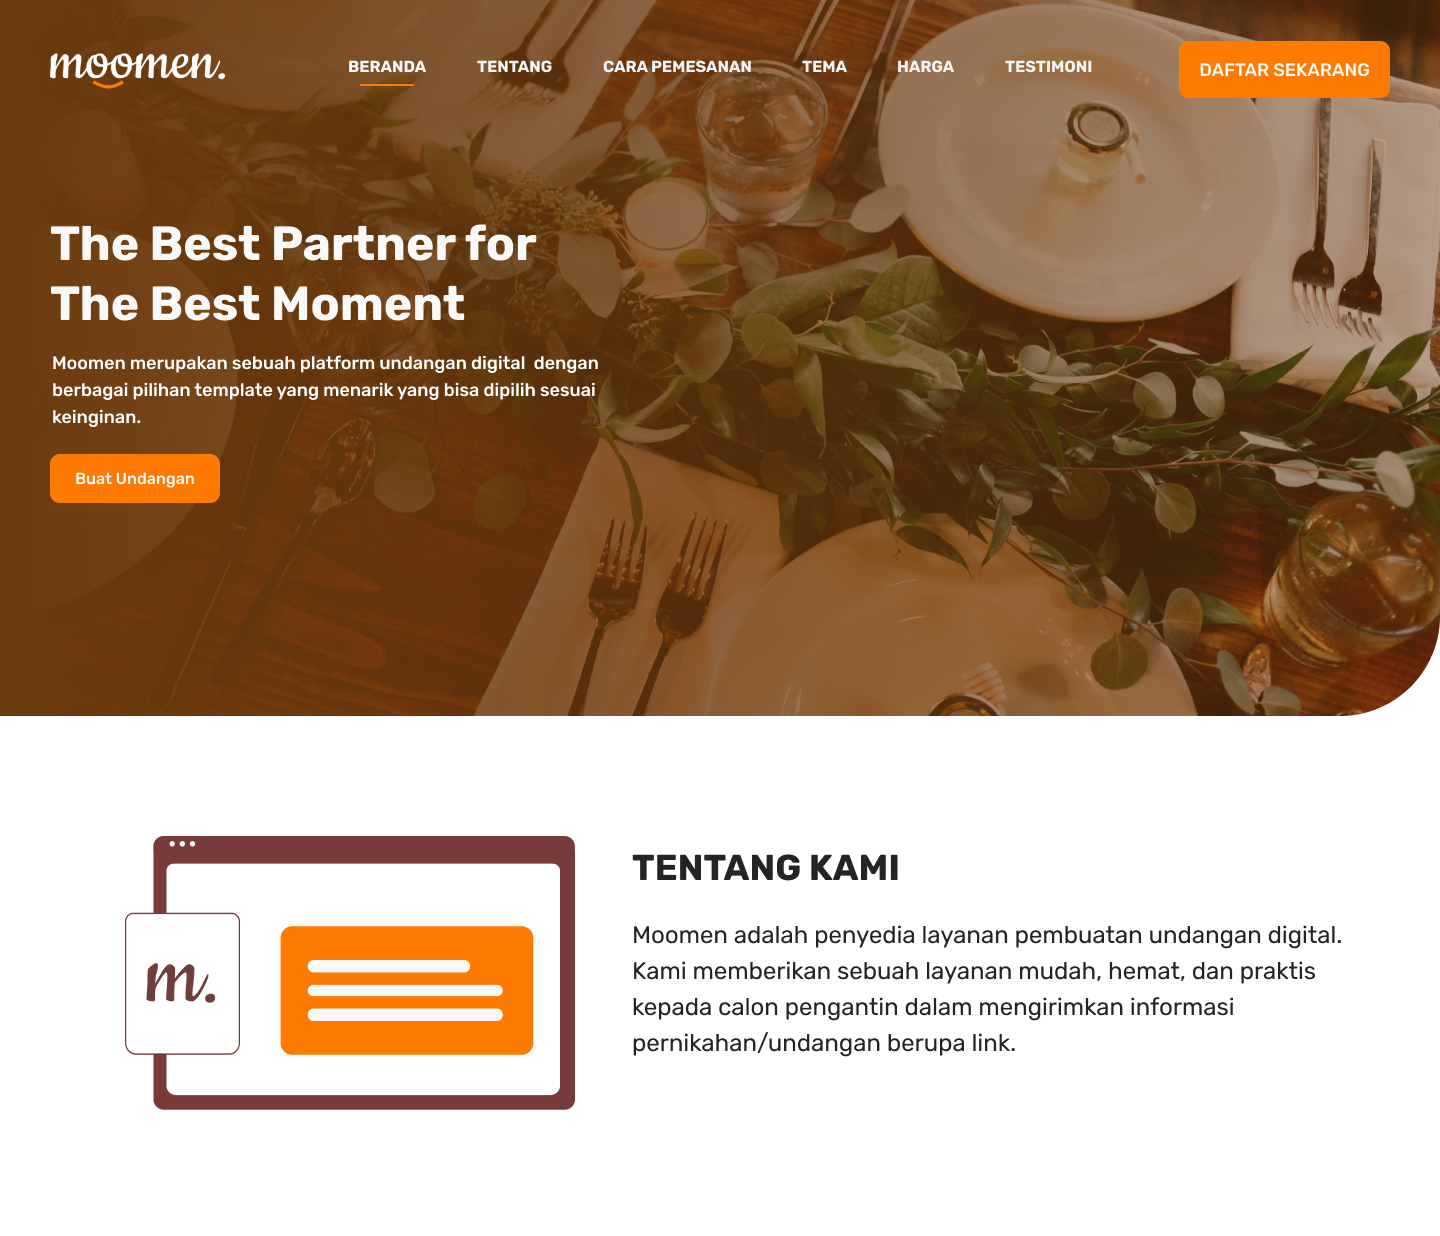 moomen.
BERANDA
TENTANG
CARA PEMESANAN
TEMA
HARGA
TESTIMONI
DAFTAR SEKARANG
The Best Partner for
The Best Moment
Moomen merupakan sebuah platform undangan digital  dengan
berbagai pilihan template yang menarik yang bisa dipilih sesuai
keinginan.
Buat Undangan
m.
TENTANG KAMI
Moomen adalah penyedia layanan pembuatan undangan digital.
Kami memberikan sebuah layanan mudah, hemat, dan praktis
kepada calon pengantin dalam mengirimkan informasi
pernikahan/undangan berupa link.